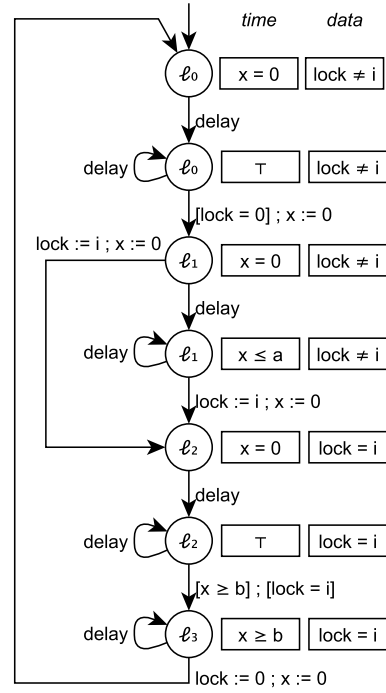 time data
ℓ₀ x = 0 lock ≠ i
delay
delay ℓ₀ ⊤ lock ≠ i
[lock = 0] ; x := 0
lock := i ; x := 0
ℓ₁ x = 0 lock ≠ i
delay
delay ℓ₁ x ≤ a lock ≠ i
lock := i ; x := 0
ℓ₂ x = 0 lock = i
delay
delay ℓ₂ ⊤ lock = i
[x ≥ b] ; [lock = i]
delay ℓ₃ x ≥ b lock = i
lock := 0 ; x := 0